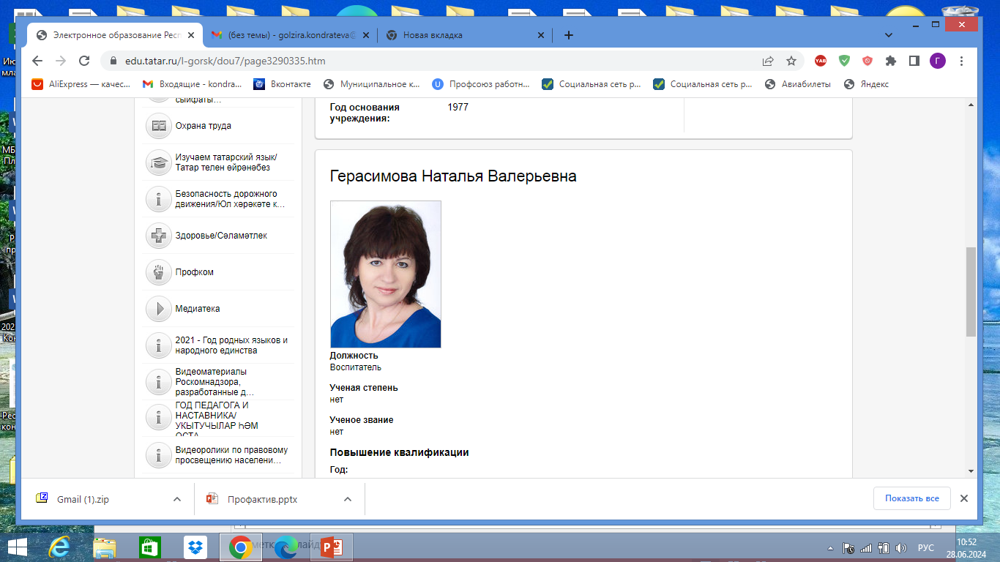 Электронное образование Респ
(без темы) - golzira.kondrateva@
Новая вкладка
edu.tatar.ru/l-gorsk/dou7/page3290335.htm
AliExpress — качес...
Входящие - kondra...
Вконтакте
Муниципальное к...
Профсоюз работн...
Социальная сеть р...
Социальная сеть р...
Авиабилеты
Яндекс
сыйфаты...
Охрана труда
Изучаем татарский язык/
Татар телен өйрәнәбез
Безопасность дорожного
движения/Юл хәрәкәте к...
Здоровье/Сәламәтлек
Профком
Медиатека
2021 - Год родных языков и
народного единства
Видеоматериалы
Роскомнадзора,
разработанные д...
ГОД ПЕДАГОГА И
НАСТАВНИКА/
УКЫТУЧЫЛАР ҺӘМ
ОСТА
Видеоролики по правовому
просвещению населени...
Год основания
учреждения:
1977
Герасимова Наталья Валерьевна
Должность
Воспитатель
Ученая степень
нет
Ученое звание
нет
Повышение квалификации
Год:
Gmail (1).zip
Профактив.pptx
Показать все
РУС
10:52
28.06.2024